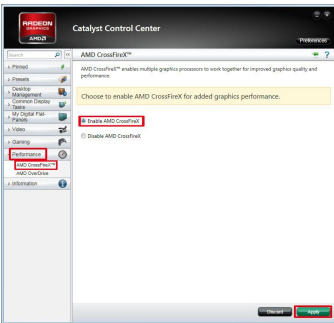 RADEON
GRAPHICS
AMD
Catalyst Control Center
Preferences
Search
AMD CrossFireX™
Pinned
Presets
Desktop
Management
Common Display
Tasks
My Digital Flat-
Panels
Video
Gaming
Performance
AMD CrossFireX™
AMD OverDrive
Information
AMD CrossFireX™ enables multiple graphics processors to work together for improved graphics quality and
performance.
Choose to enable AMD CrossFireX for added graphics performance.
Enable AMD CrossFireX
Disable AMD CrossFireX
Discard
Apply